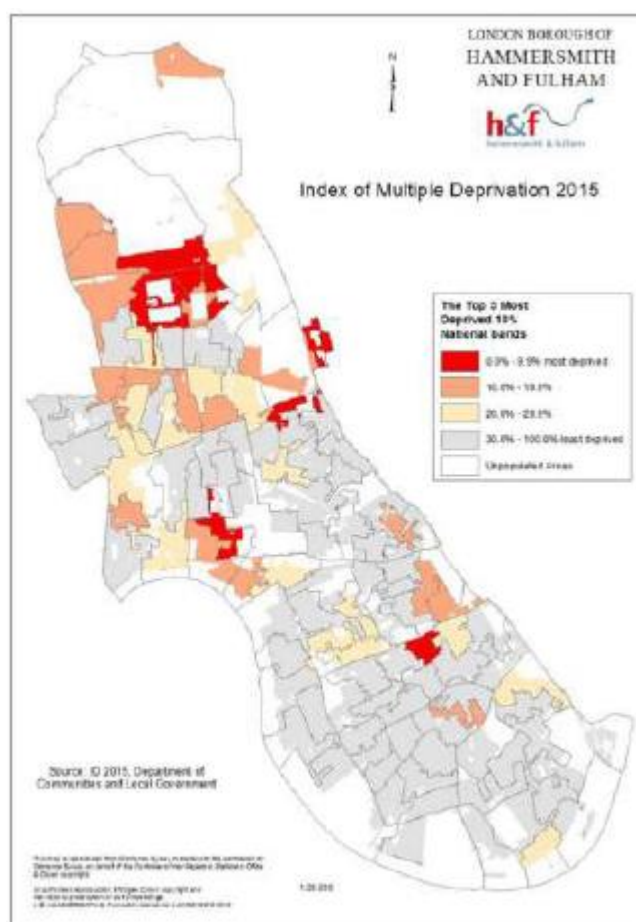 LONDON BOROUGH OF
HAMMERSMITH
AND FULHAM
N
h&f
hammersmith & fulham
Index of Multiple Deprivation 2015
The Top 3 Most
Deprived 10%
National bands
0.0% - 9.9% most deprived
10.0% - 19.9%
20.0% - 29.9%
30.0% - 100.0% least deprived
Unpopulated Areas
Source: ID 2015, Department of
Communities and Local Government